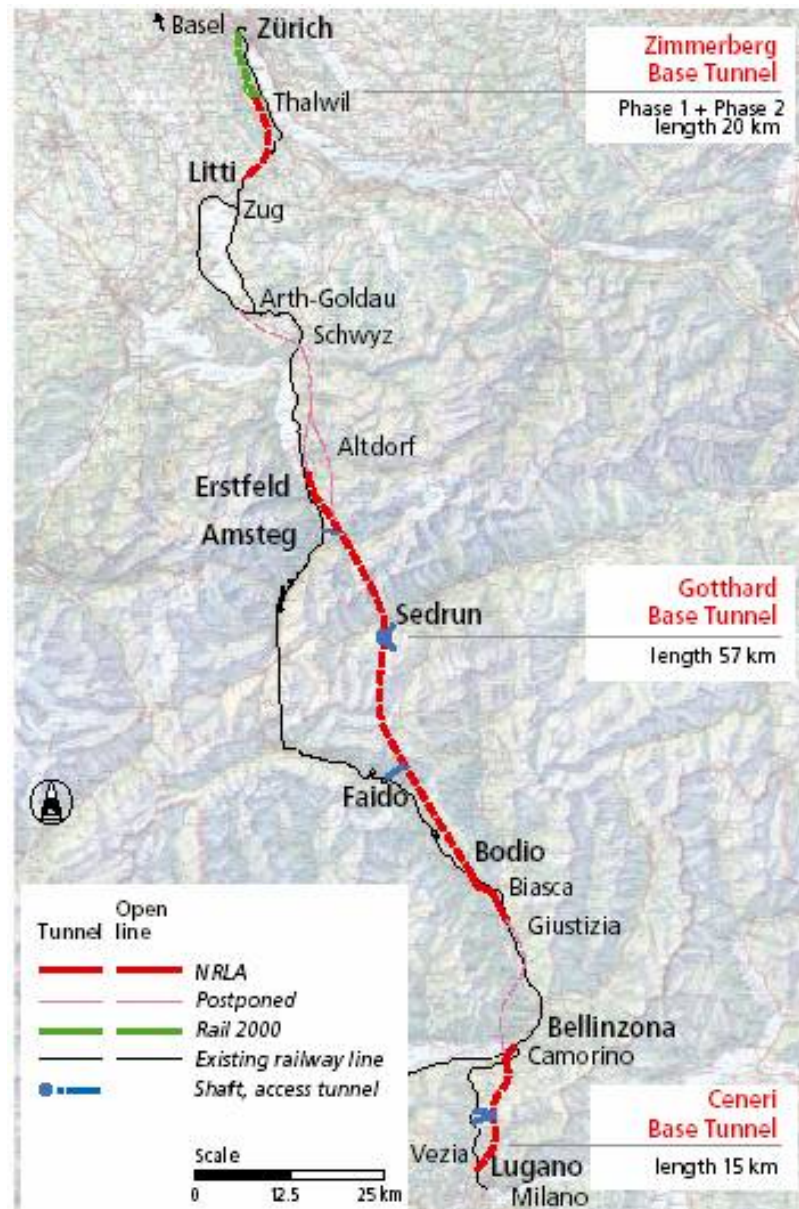 Basel
Zürich
Zimmerberg
Base Tunnel
Phase 1 + Phase 2
length 20 km
Thalwil
Litti
Zug
Arth-Goldau
Schwyz
Altdorf
Erstfeld
Amsteg
Gotthard
Base Tunnel
length 57 km
Sedrun
Faido
Bodio
Biasca
Giustizia
Bellinzona
Camorino
Ceneri
Base Tunnel
length 15 km
Vezia
Lugano
Milano
Open
Tunnel line
NRLA
Postponed
Rail 2000
Existing railway line
Shaft, access tunnel
Scale
0 12.5 25 km